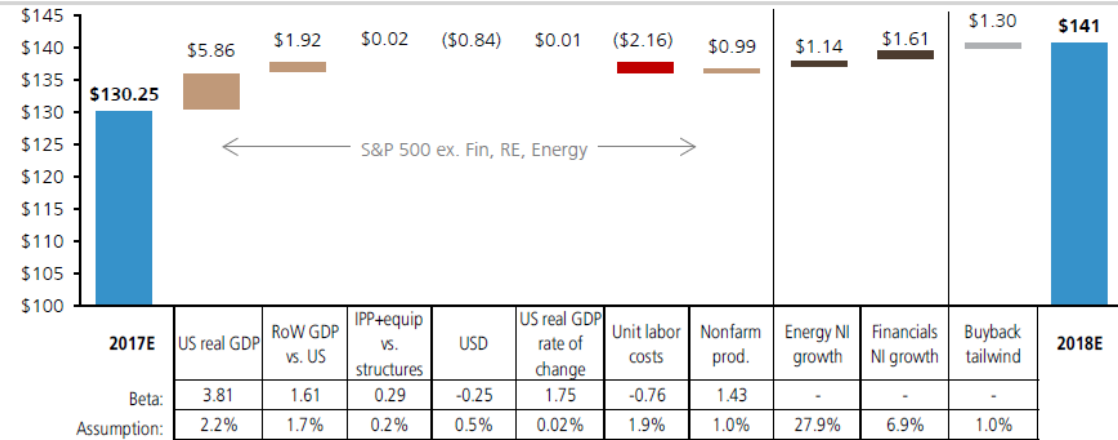 $145
$140
$135
$130
$125
$120
$115
$110
$105
$100
$130.25
$5.86
$1.92
$0.02
($0.84)
$0.01
($2.16)
$0.99
$1.14
$1.61
$1.30
$141
S&P 500 ex. Fin, RE, Energy
2017E
US real GDP
RoW GDP
vs. US
IPP+equip
vs.
structures
USD
US real GDP
rate of
change
Unit labor
costs
Nonfarm
prod.
Energy NI
growth
Financials
NI growth
Buyback
tailwind
2018E
Beta: 3.81 1.61 0.29 -0.25 1.75 -0.76 1.43 - - -
Assumption: 2.2% 1.7% 0.2% 0.5% 0.02% 1.9% 1.0% 27.9% 6.9% 1.0%